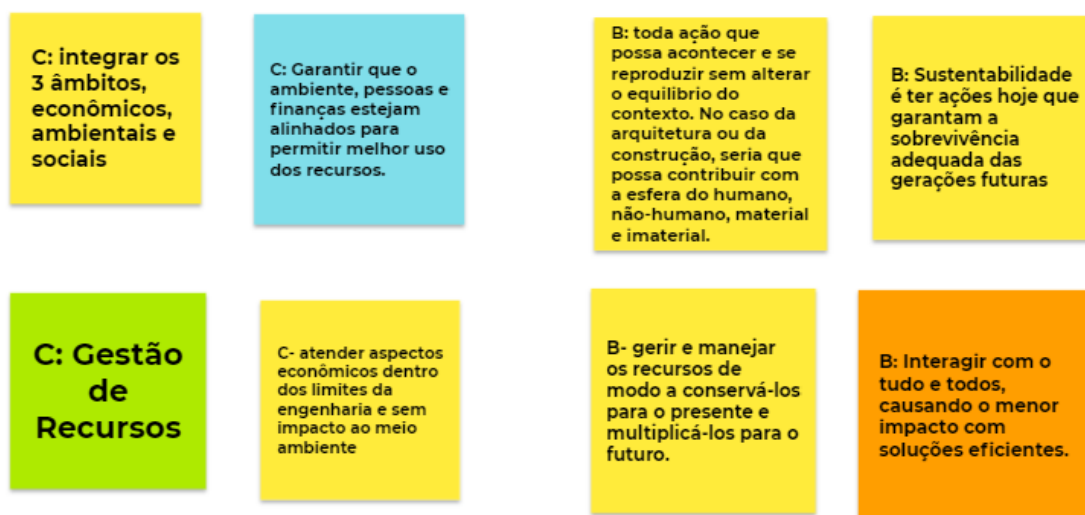 C: integrar os
3 âmbitos,
econômicos,
ambientais e
sociais
C: Garantir que o
ambiente, pessoas e
finanças estejam
alinhados para
permitir melhor uso
dos recursos.
B: toda ação que
possa acontecer e se
reproduzir sem alterar
o equilibrio do
contexto. No caso da
arquitetura ou da
construção, seria que
possa contribuir com
a esfera do humano,
não-humano, material
e imaterial.
B: Sustentabilidade
é ter ações hoje que
garantam a
sobrevivência
adequada das
gerações futuras
C: Gestão
de
Recursos
C- atender aspectos
econômicos dentro
dos limites da
engenharia e sem
impacto ao meio
ambiente
B- gerir e manejar
os recursos de
modo a conservá-los
para o presente e
multiplicá-los para o
futuro.
B: Interagir com o
tudo e todos,
causando o menor
impacto com
soluções eficientes.